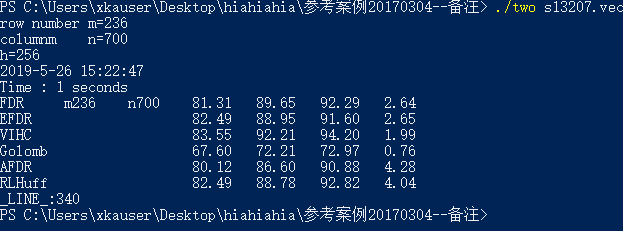 PS C:\Users\xkauser\Desktop\hiahiahia\参考案例20170304--备注> ./two s13207.vec
row number m=236
columnm    n=700
h=256
2019-5-26 15:22:47
Time : 1 seconds
FDR     m236    n700    81.31   89.65   92.29   2.64
EFDR                    82.49   88.95   91.60   2.65
VIHC                    83.55   92.21   94.20   1.99
Golomb                  67.60   72.21   72.97   0.76
AFDR                    80.12   86.60   90.88   4.28
RLHuff                  82.49   88.78   92.82   4.04
_LINE_:340
PS C:\Users\xkauser\Desktop\hiahiahia\参考案例20170304--备注>